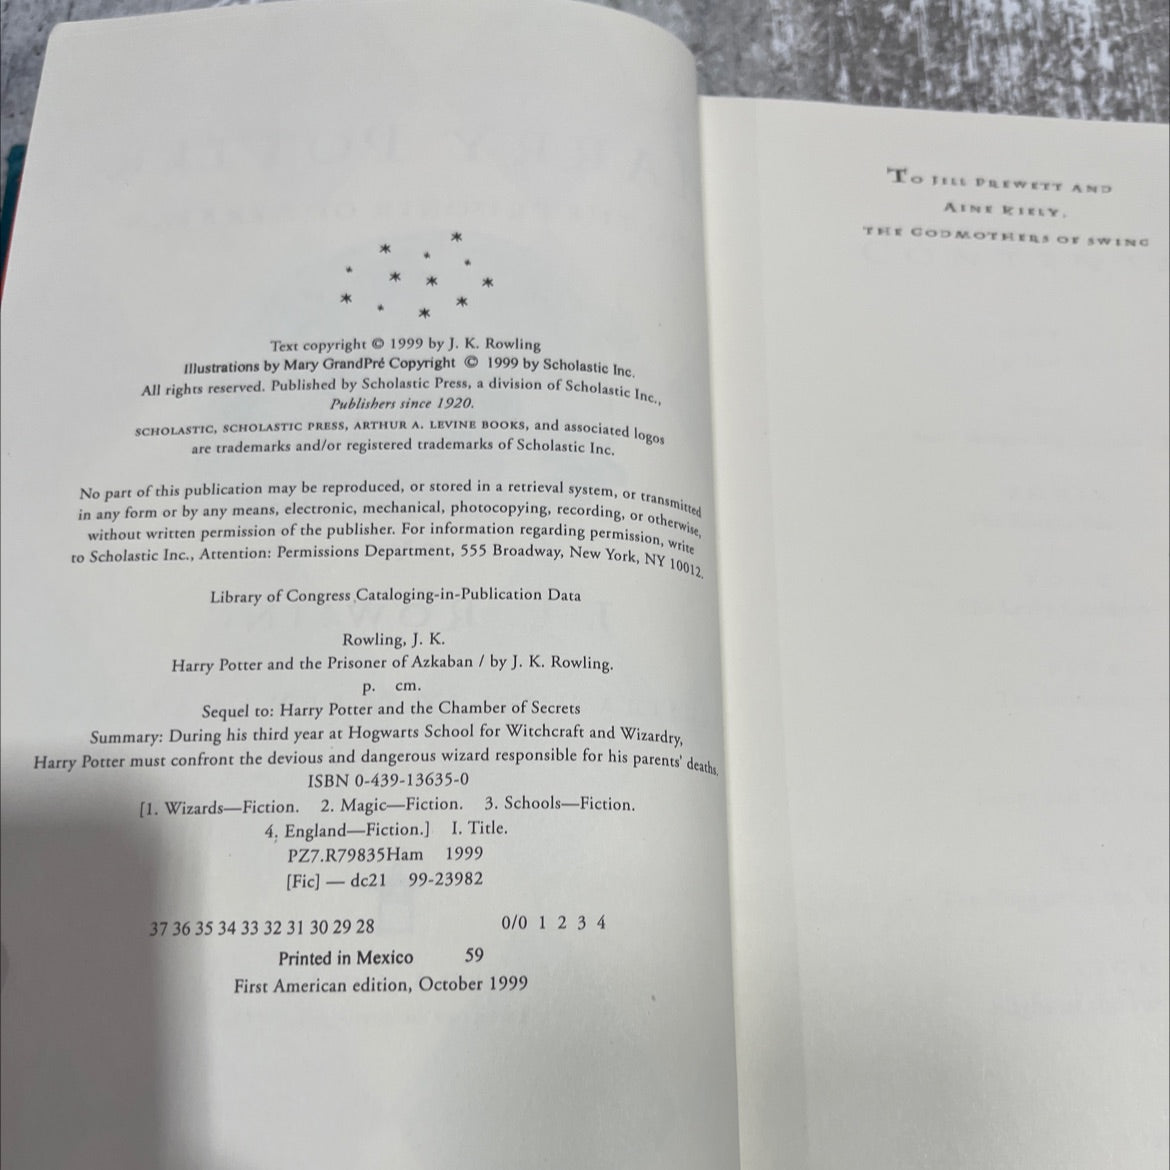 Text copyright © 1999 by J. K. Rowling
Illustrations by Mary GrandPré Copyright © 1999 by Scholastic Inc.
All rights reserved. Published by Scholastic Press, a division of Scholastic Inc.,
Publishers since 1920.
SCHOLASTIC, SCHOLASTIC PRESS, ARTHUR A. LEVINE BOOKS, and associated logos
are trademarks and/or registered trademarks of Scholastic Inc.
No part of this publication may be reproduced, or stored in a retrieval system, or transmitted
in any form or by any means, electronic, mechanical, photocopying, recording, or otherwise,
without written permission of the publisher. For information regarding permission, write
to Scholastic Inc., Attention: Permissions Department, 555 Broadway, New York, NY 10012.
Library of Congress Cataloging-in-Publication Data
Rowling, J. K.
Harry Potter and the Prisoner of Azkaban / by J. K. Rowling.
p. cm.
Sequel to: Harry Potter and the Chamber of Secrets
Summary: During his third year at Hogwarts School for Witchcraft and Wizardry,
Harry Potter must confront the devious and dangerous wizard responsible for his parents' deaths.
ISBN 0-439-13635-0
[1. Wizards—Fiction. 2. Magic—Fiction. 3. Schools—Fiction.
4. England—Fiction.] I. Title.
PZ7.R79835Ham 1999
[Fic] — dc21 99-23982
37 36 35 34 33 32 31 30 29 28 0/0 1 2 3 4
Printed in Mexico 59
First American edition, October 1999
TO JILL PREWETT AND
AINE KIELY,
THE GODMOTHERS OF SWING